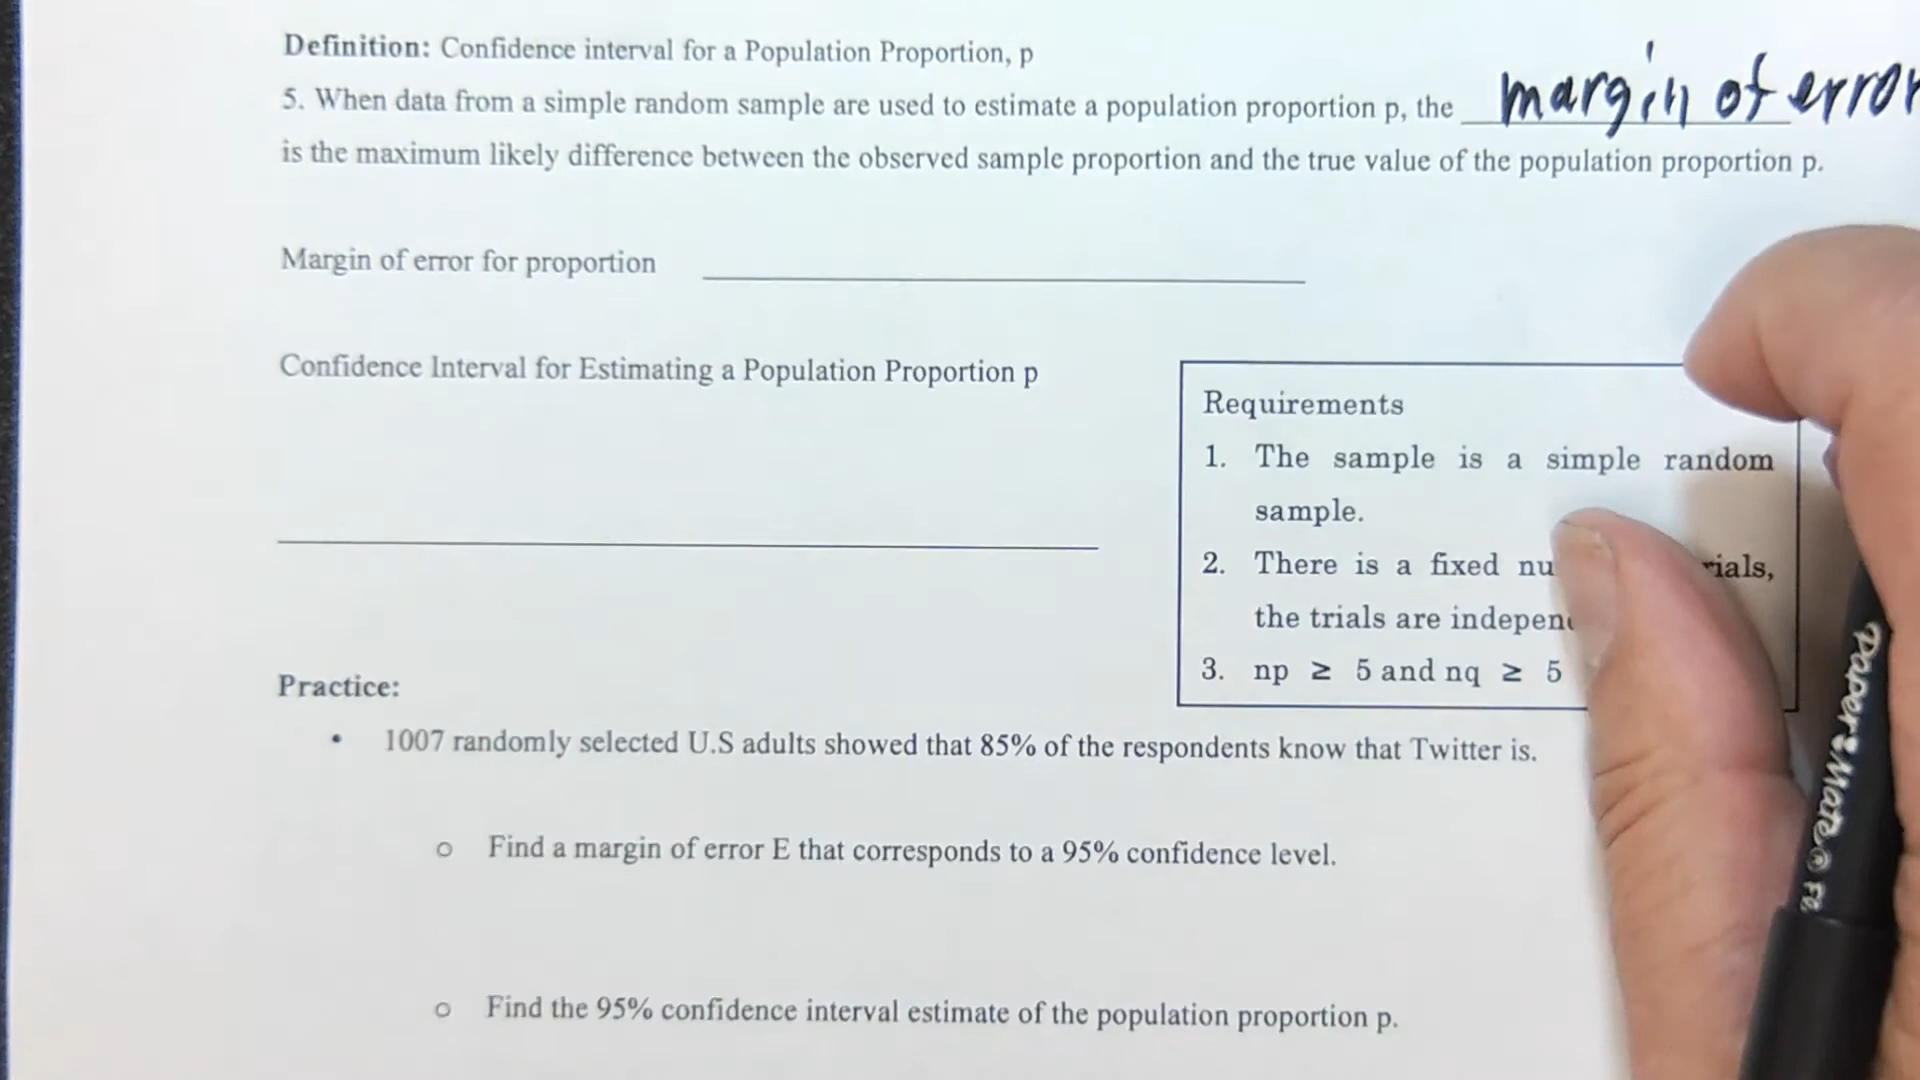 Definition: Confidence interval for a Population Proportion, p
5. When data from a simple random sample are used to estimate a population proportion p, the margin of error
is the maximum likely difference between the observed sample proportion and the true value of the population proportion p.
Margin of error for proportion
Confidence Interval for Estimating a Population Proportion p
Requirements
1. The sample is a simple random
sample.
2. There is a fixed
the trials are
3. np ≥ 5 and nq ≥ 5
Practice:
• 1007 randomly selected U.S adults showed that 85% of the respondents know that Twitter is.
o Find a margin of error E that corresponds to a 95% confidence level.
o Find the 95% confidence interval estimate of the population proportion p.
Paper Mate ®